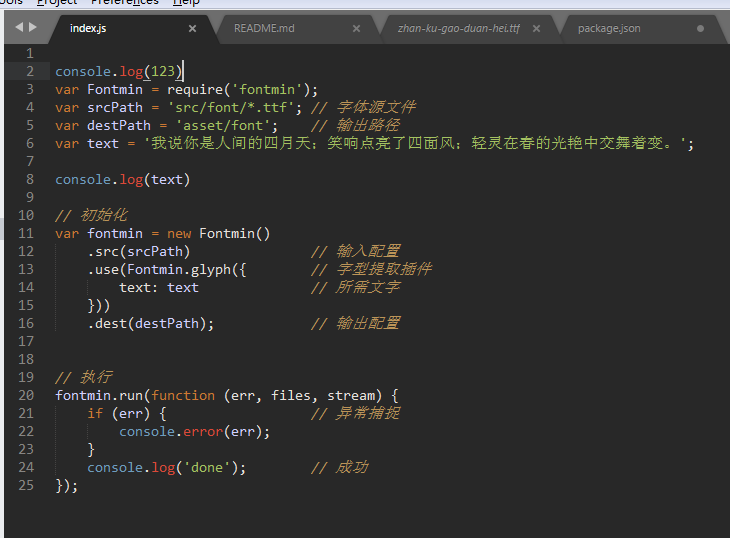 Project Preferences Help
index.js README.md zhan-ku-gao-duan-hei.ttf package.json
1
2 console.log(123)
3 var Fontmin = require('fontmin');
4 var srcPath = 'src/font/*.ttf'; // 字体源文件
5 var destPath = 'asset/font';    // 输出路径
6 var text = '我说你是人间的四月天；笑响点亮了四面风；轻灵在春的光艳中交舞着变。';
7
8 console.log(text)
9
10 // 初始化
11 var fontmin = new Fontmin()
12     .src(srcPath)               // 输入配置
13     .use(Fontmin.glyph({        // 字型提取插件
14         text: text              // 所需文字
15     }))
16     .dest(destPath);            // 输出配置
17
18
19 // 执行
20 fontmin.run(function (err, files, stream) {
21     if (err) {                  // 异常捕捉
22         console.error(err);
23     }
24     console.log('done');        // 成功
25 });